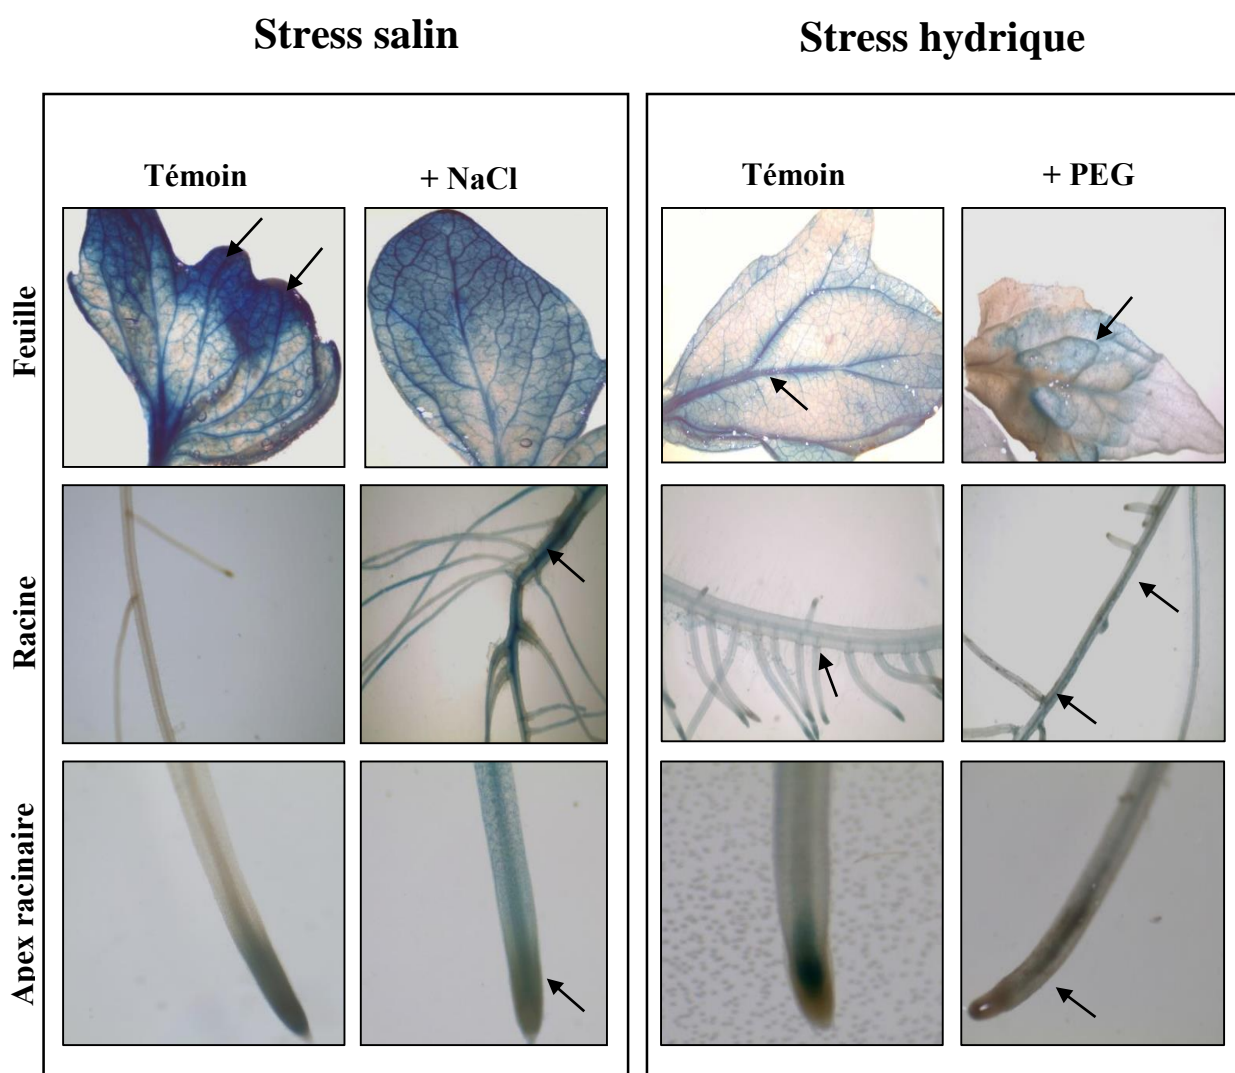 Stress salin
Stress hydrique
Témoin
+ NaCl
Témoin
+ PEG
Feuille
Racine
Apex racinaire